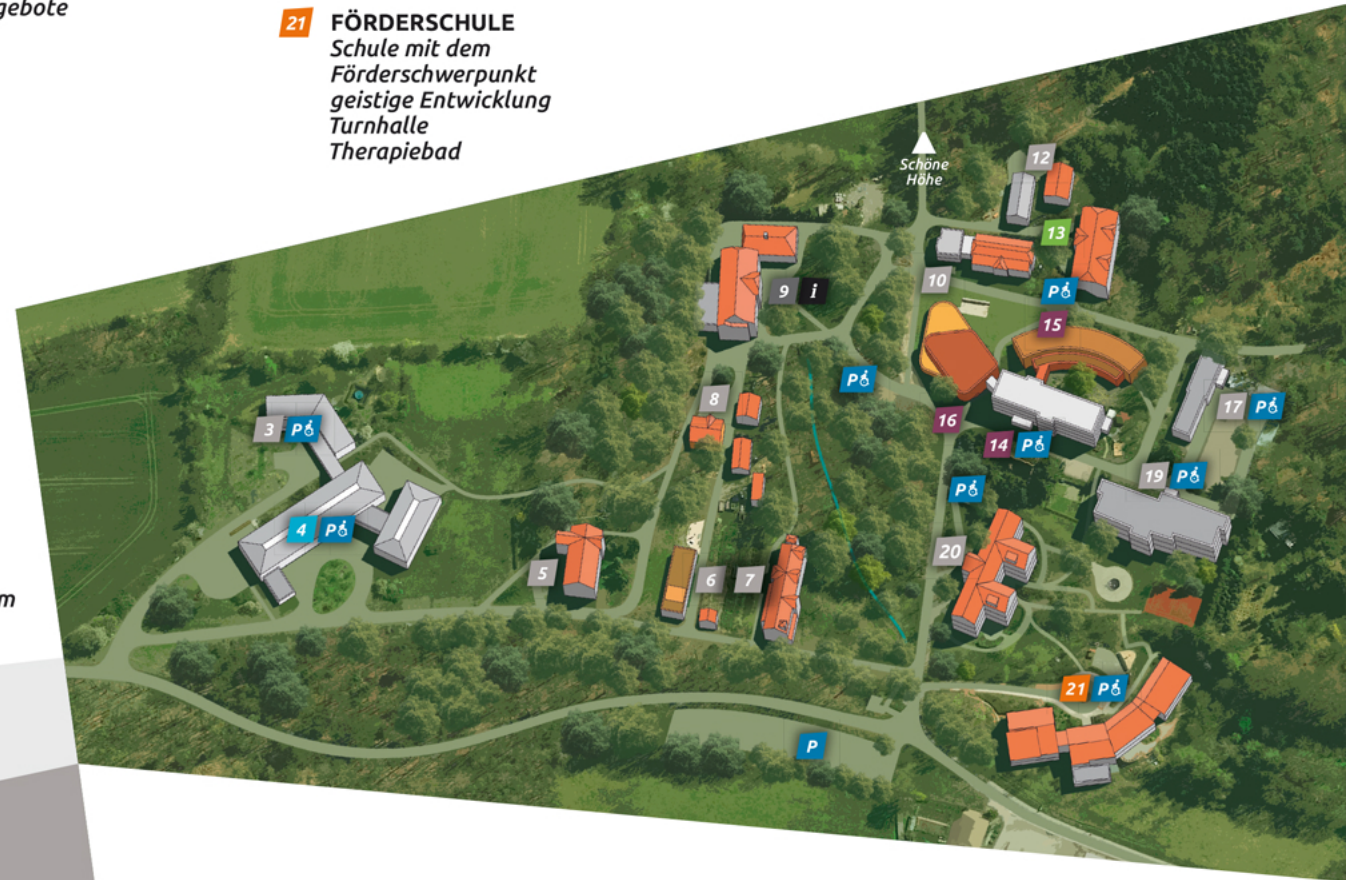 gebote
21 FÖRDERSCHULE
Schule mit dem
Förderschwerpunkt
geistige Entwicklung
Turnhalle
Therapiebad
Schöne
Höhe
12
13
9 i
10
P
15
P
8
17 P
3 P
16
14 P
19 P
P
4 P
20
5
6
7
m
21 P
P